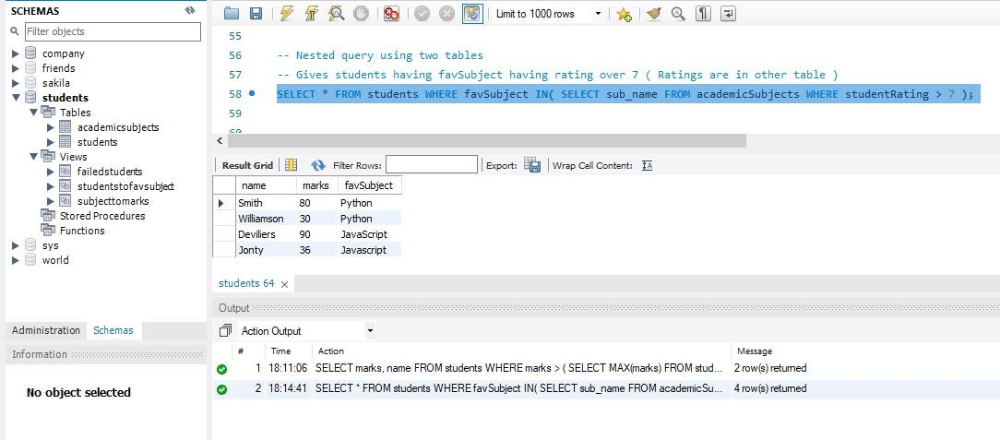 SCHEMAS
Filter objects
company
friends
sakila
students
Tables
academicsubjects
students
Views
failedstudents
studentstofavsubject
subjecttomarks
Stored Procedures
Functions
sys
world
Administration Schemas
Information
No object selected
Limit to 1000 rows
55
56 -- Nested query using two tables
57 -- Gives students having favSubject having rating over 7 ( Ratings are in other table )
58 SELECT * FROM students WHERE favSubject IN( SELECT sub_name FROM academicSubjects WHERE studentRating > 7 );
59
Result Grid Filter Rows: Export: Wrap Cell Content:
name marks favSubject
Smith 80 Python
Williamson 30 Python
Deviliers 90 JavaScript
Jonty 36 Javascript
students 64
Output
Action Output
# Time Action Message
1 18:11:06 SELECT marks, name FROM students WHERE marks > ( SELECT MAX(marks) FROM stud... 2 row(s) returned
2 18:14:41 SELECT * FROM students WHERE favSubject IN( SELECT sub_name FROM academicSu... 4 row(s) returned